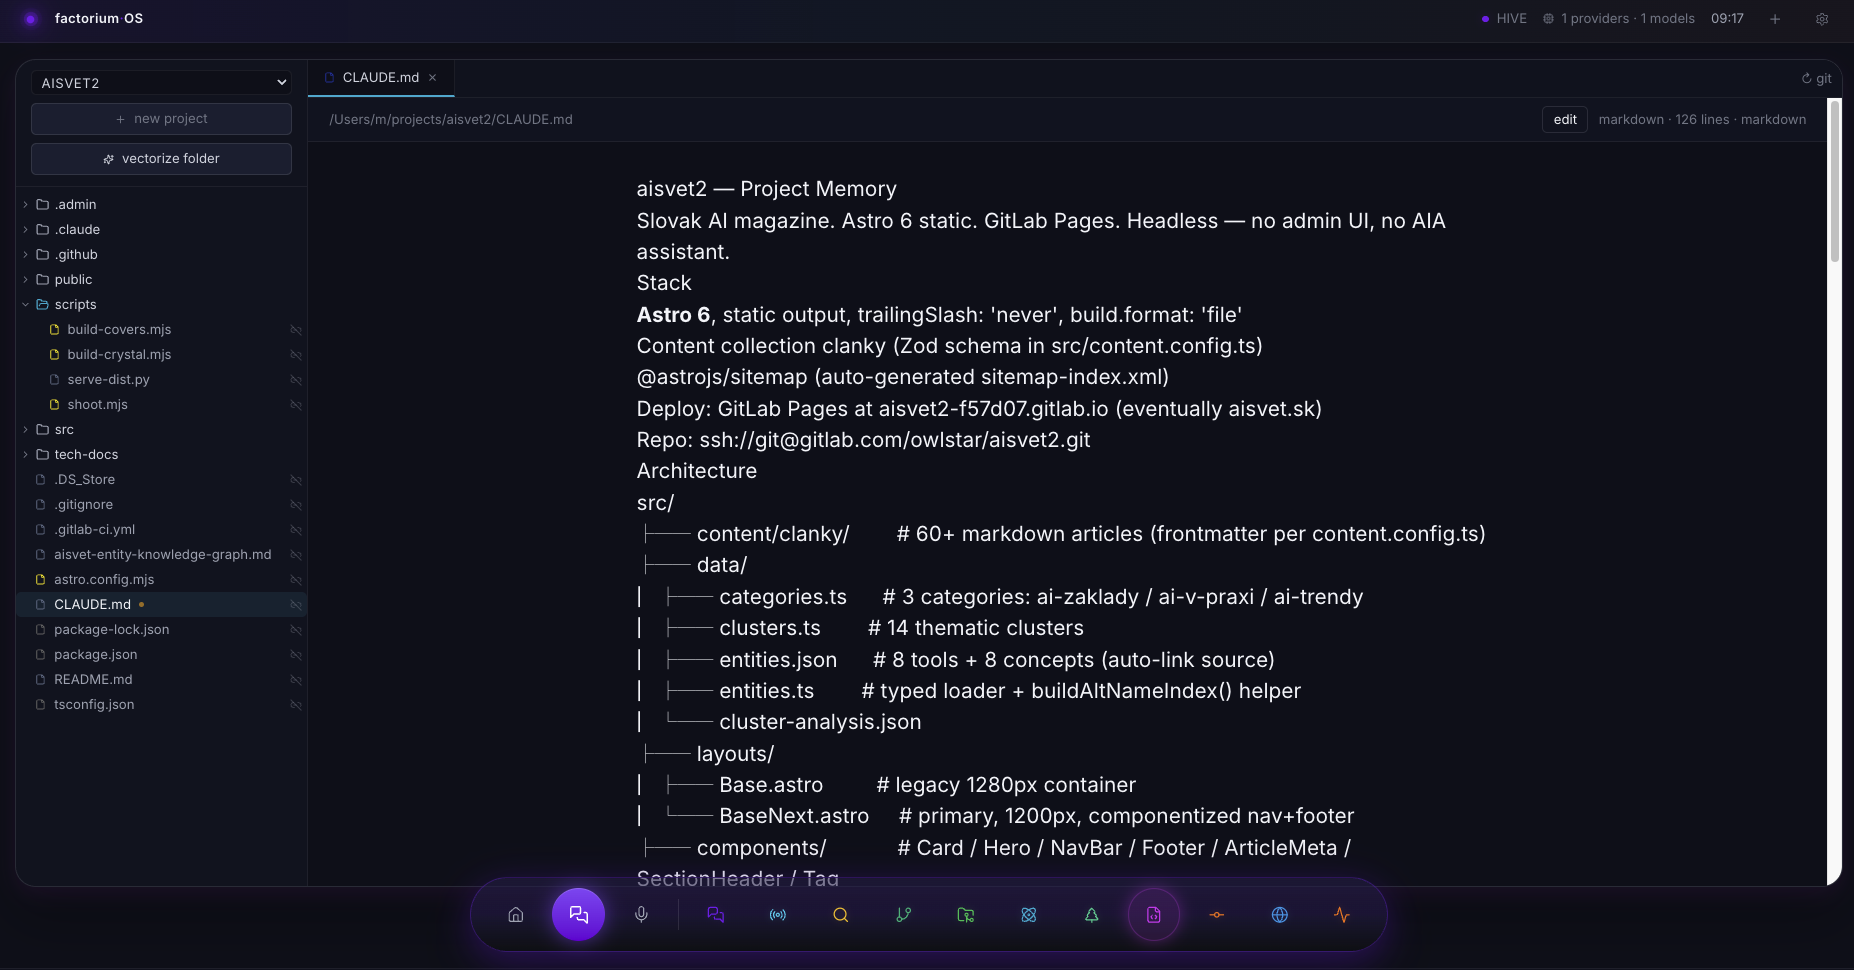 factorium·OS
HIVE
1 providers · 1 models
09:17
AISVET2
+ new project
vectorize folder
.admin
.claude
.github
public
scripts
build-covers.mjs
build-crystal.mjs
serve-dist.py
shoot.mjs
src
tech-docs
.DS_Store
.gitignore
.gitlab-ci.yml
aisvet-entity-knowledge-graph.md
astro.config.mjs
CLAUDE.md
package-lock.json
package.json
README.md
tsconfig.json
CLAUDE.md ×
git
/Users/m/projects/aisvet2/CLAUDE.md
edit
markdown · 126 lines · markdown
aisvet2 — Project Memory
Slovak AI magazine. Astro 6 static. GitLab Pages. Headless — no admin UI, no AIA
assistant.
Stack
Astro 6, static output, trailingSlash: 'never', build.format: 'file'
Content collection clanky (Zod schema in src/content.config.ts)
@astrojs/sitemap (auto-generated sitemap-index.xml)
Deploy: GitLab Pages at aisvet2-f57d07.gitlab.io (eventually aisvet.sk)
Repo: ssh://git@gitlab.com/owlstar/aisvet2.git
Architecture
src/
├── content/clanky/ # 60+ markdown articles (frontmatter per content.config.ts)
├── data/
│ ├── categories.ts # 3 categories: ai-zaklady / ai-v-praxi / ai-trendy
│ ├── clusters.ts # 14 thematic clusters
│ ├── entities.json # 8 tools + 8 concepts (auto-link source)
│ ├── entities.ts # typed loader + buildAltNameIndex() helper
│ └── cluster-analysis.json
├── layouts/
│ ├── Base.astro # legacy 1280px container
│ └── BaseNext.astro # primary, 1200px, componentized nav+footer
├── components/ # Card / Hero / NavBar / Footer / ArticleMeta /
SectionHeader / Tag